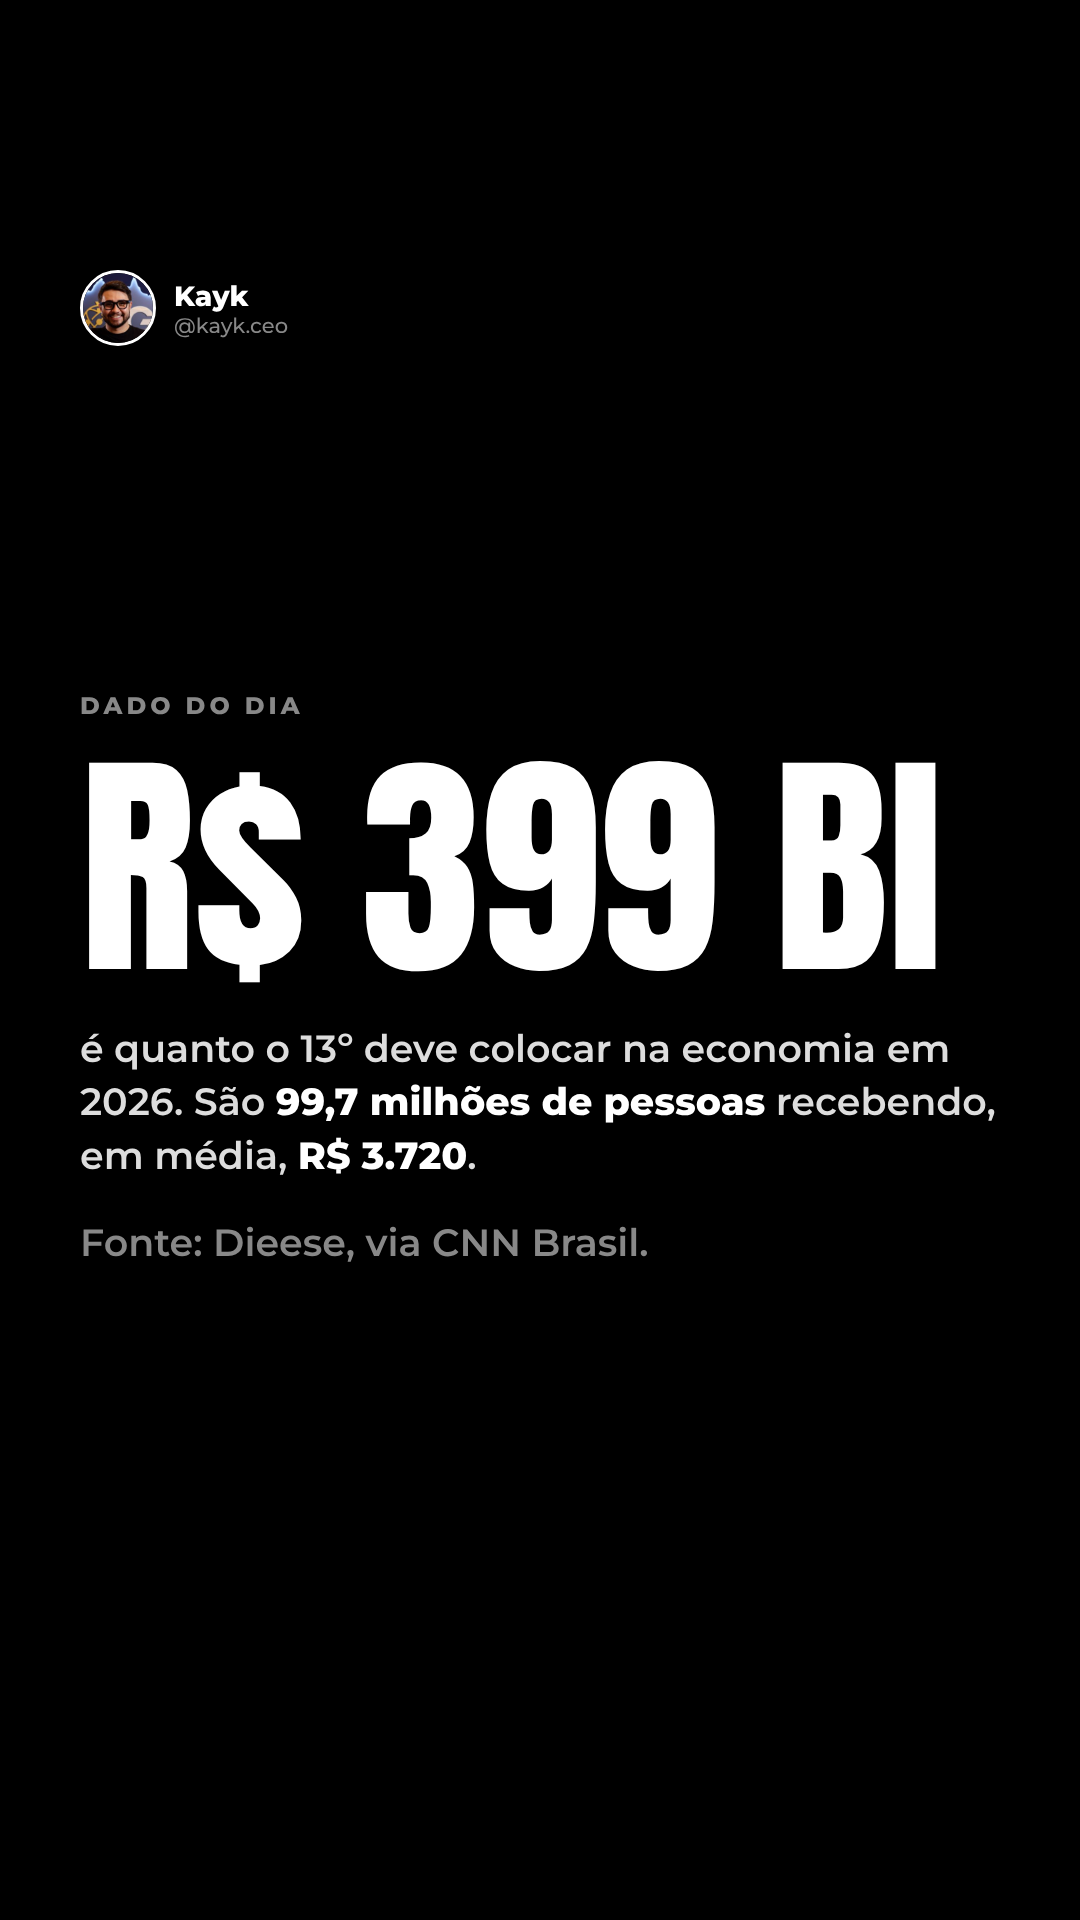 Kayk
@kayk.ceo
DADO DO DIA
R$ 399 BI
é quanto o 13º deve colocar na economia em
2026. São 99,7 milhões de pessoas recebendo,
em média, R$ 3.720.
Fonte: Dieese, via CNN Brasil.